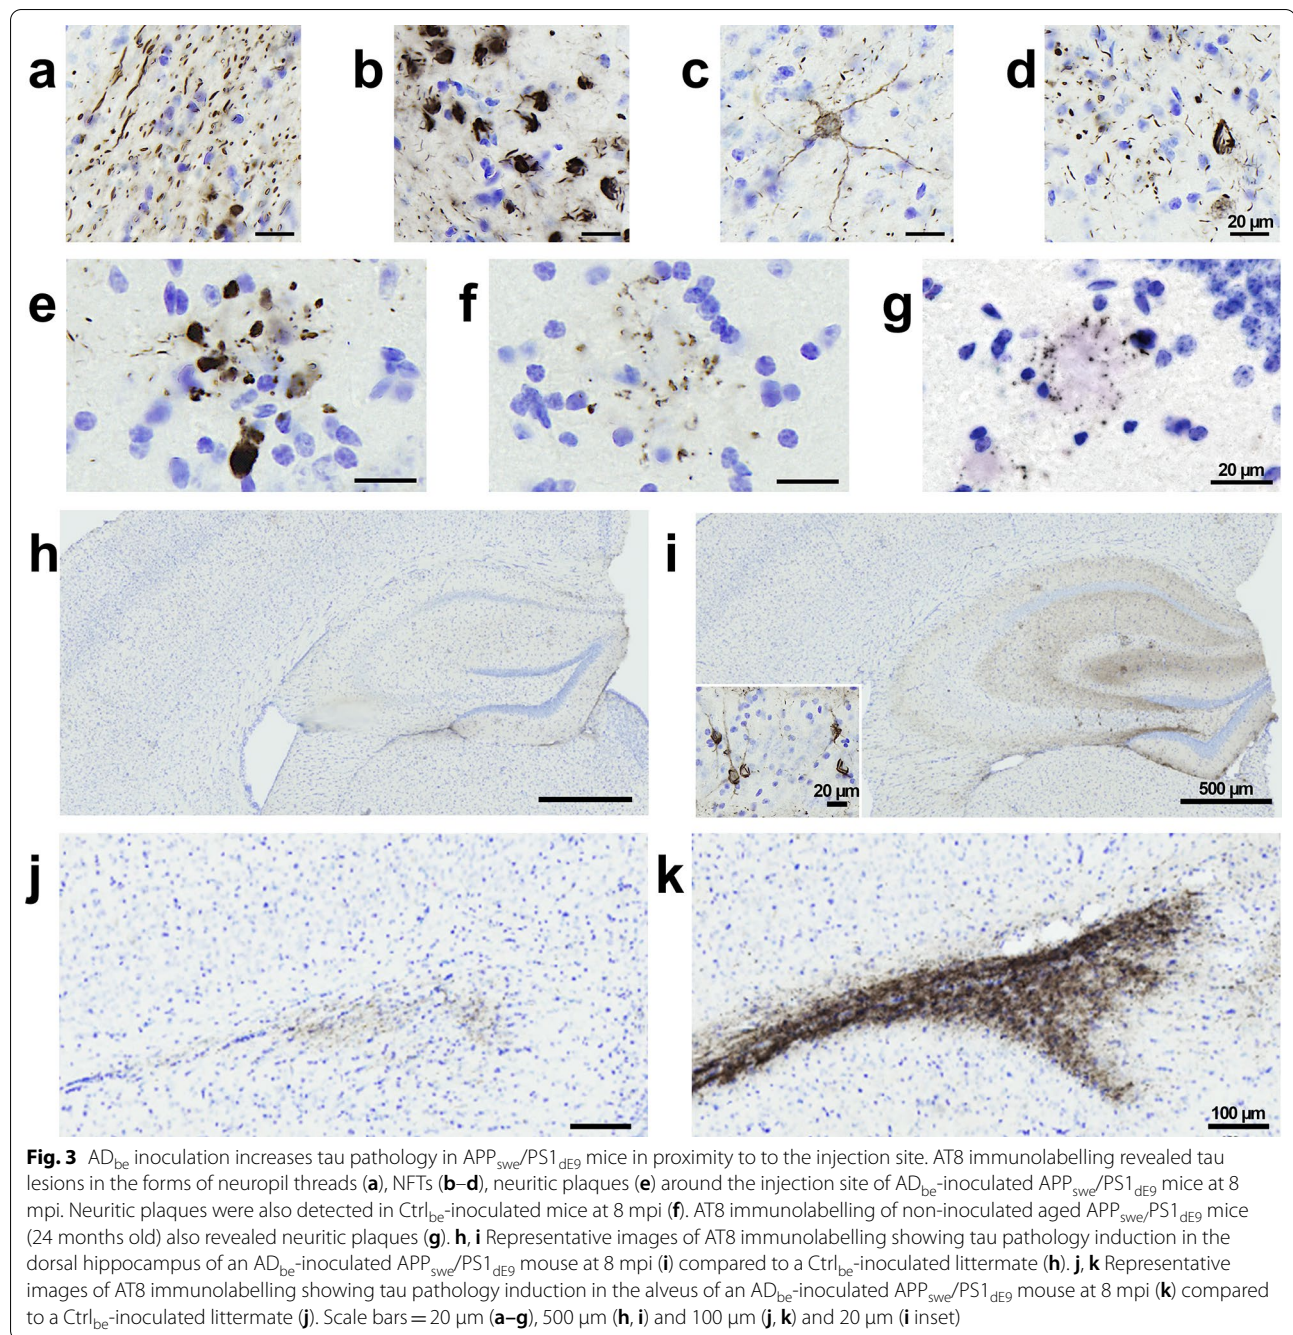 a
b
c
d
20 µm
e
f
g
20 µm
h
i
20 µm
500 µm
j
k
100 µm
Fig. 3 ADbe inoculation increases tau pathology in APPswe/PS1dE9 mice in proximity to to the injection site. AT8 immunolabelling revealed tau
lesions in the forms of neuropil threads (a), NFTs (b–d), neuritic plaques (e) around the injection site of ADbe-inoculated APPswe/PS1dE9 mice at 8
mpi. Neuritic plaques were also detected in Ctrlbe-inoculated mice at 8 mpi (f). AT8 immunolabelling of non-inoculated aged APPswe/PS1dE9 mice
(24 months old) also revealed neuritic plaques (g). h, i Representative images of AT8 immunolabelling showing tau pathology induction in the
dorsal hippocampus of an ADbe-inoculated APPswe/PS1dE9 mouse at 8 mpi (i) compared to a Ctrlbe-inoculated littermate (h). j, k Representative
images of AT8 immunolabelling showing tau pathology induction in the alveus of an ADbe-inoculated APPswe/PS1dE9 mouse at 8 mpi (k) compared
to a Ctrlbe-inoculated littermate (j). Scale bars = 20 µm (a–g), 500 µm (h, i) and 100 µm (j, k) and 20 µm (i inset)